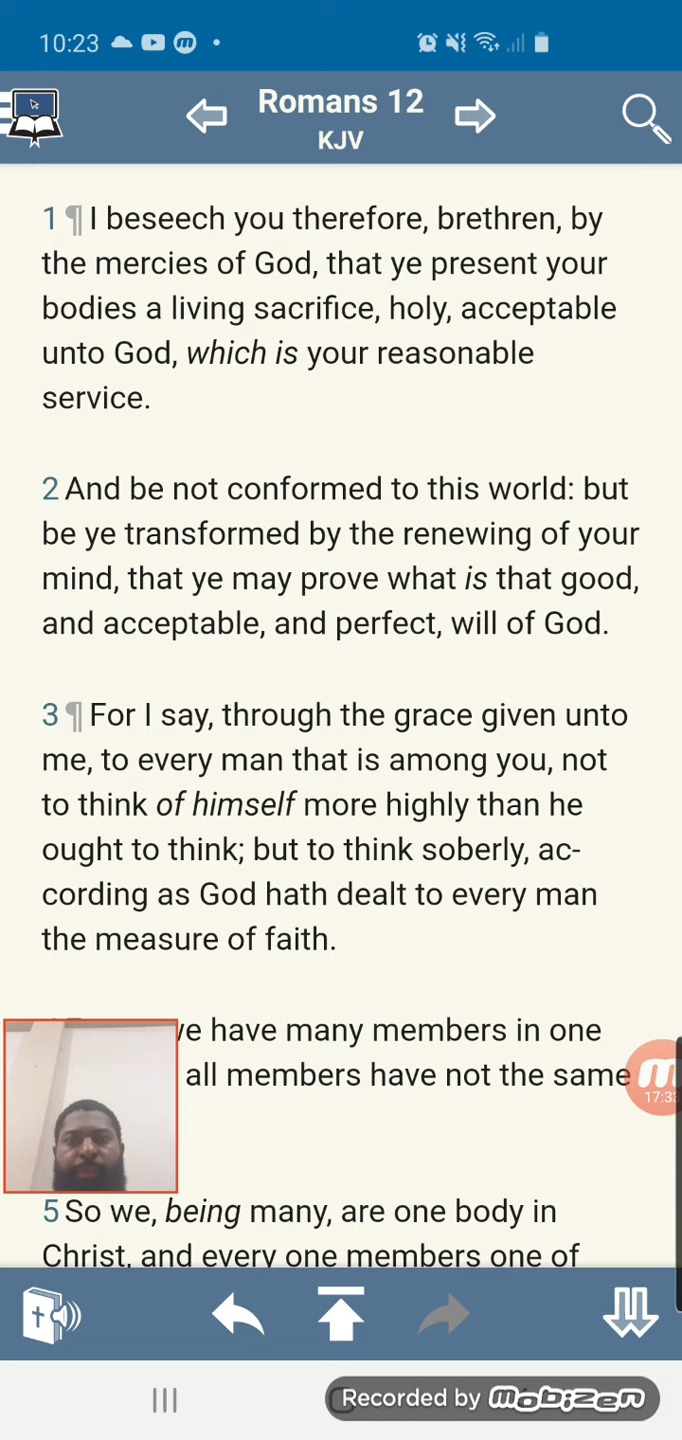 10:23
Romans 12
KJV
1 ¶ I beseech you therefore, brethren, by
the mercies of God, that ye present your
bodies a living sacrifice, holy, acceptable
unto God, which is your reasonable
service.
2 And be not conformed to this world: but
be ye transformed by the renewing of your
mind, that ye may prove what is that good,
and acceptable, and perfect, will of God.
3 ¶ For I say, through the grace given unto
me, to every man that is among you, not
to think of himself more highly than he
ought to think; but to think soberly, ac-
cording as God hath dealt to every man
the measure of faith.
have many members in one
all members have not the same
17:33
5 So we, being many, are one body in
Christ, and every one members one of
Recorded by mobizen